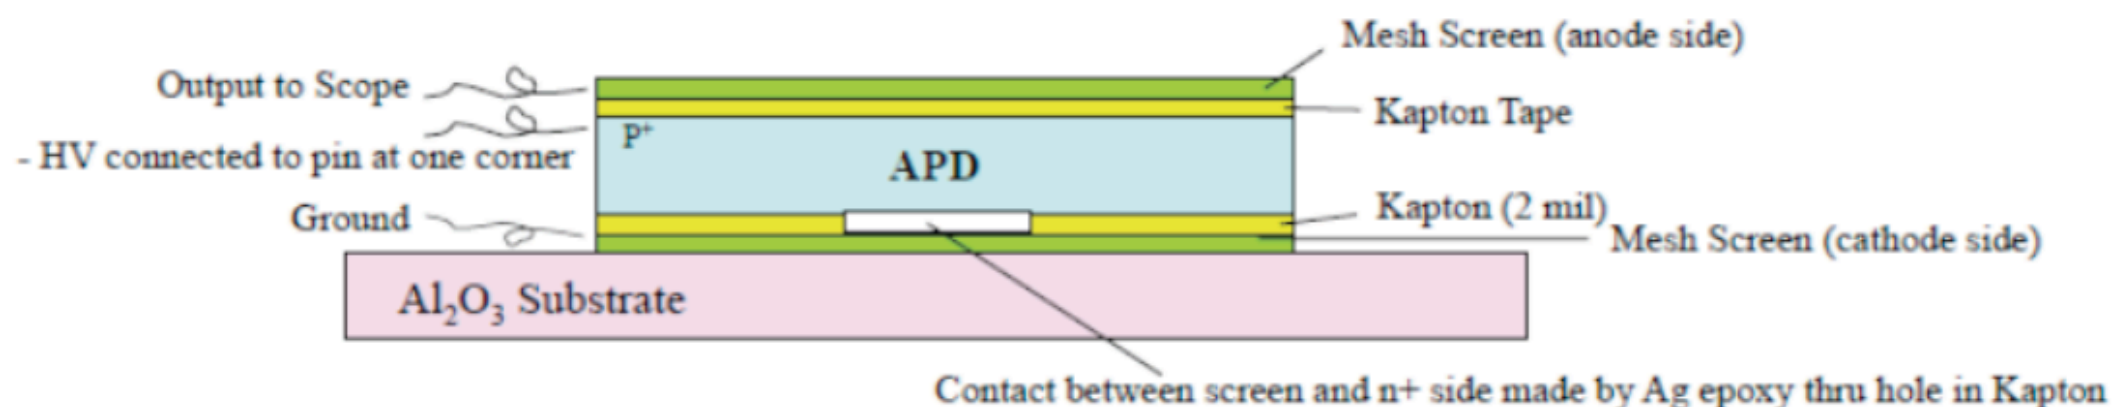 Mesh Screen (anode side)
Output to Scope
Kapton Tape
P⁺
- HV connected to pin at one corner
APD
Kapton (2 mil)
Ground
Mesh Screen (cathode side)
Al₂O₃ Substrate
Contact between screen and n+ side made by Ag epoxy thru hole in Kapton